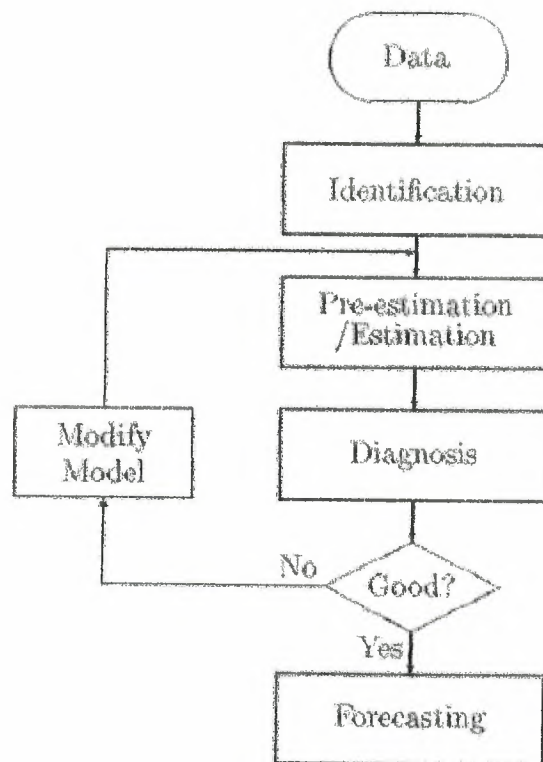 Data
Identification
Pre-estimation
/Estimation
Diagnosis
Modify
Model
No
Good?
Yes
Forecasting